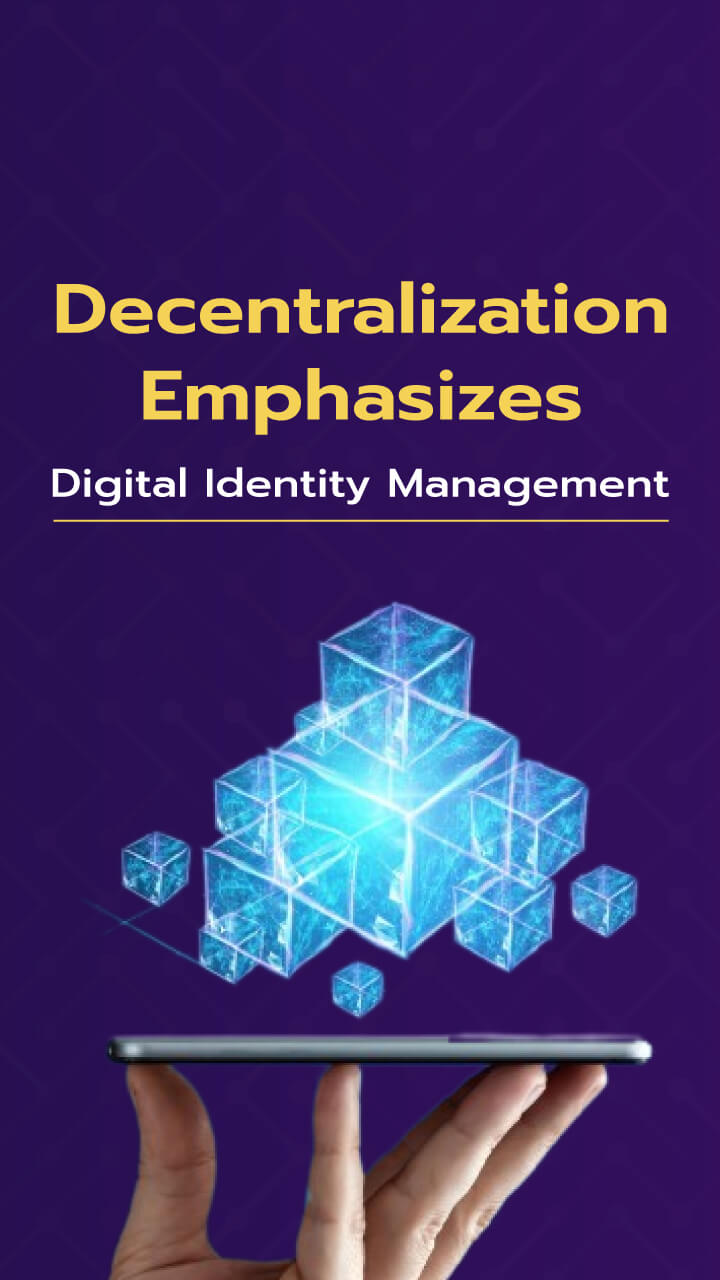 Decentralization
Emphasizes
Digital Identity Management